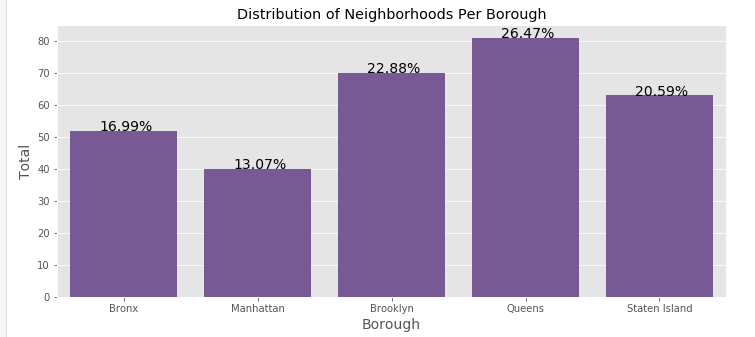 Distribution of Neighborhoods Per Borough
Total
80
70
60
50
40
30
20
10
0
16.99%
13.07%
22.88%
26.47%
20.59%
Bronx
Manhattan
Brooklyn
Queens
Staten Island
Borough